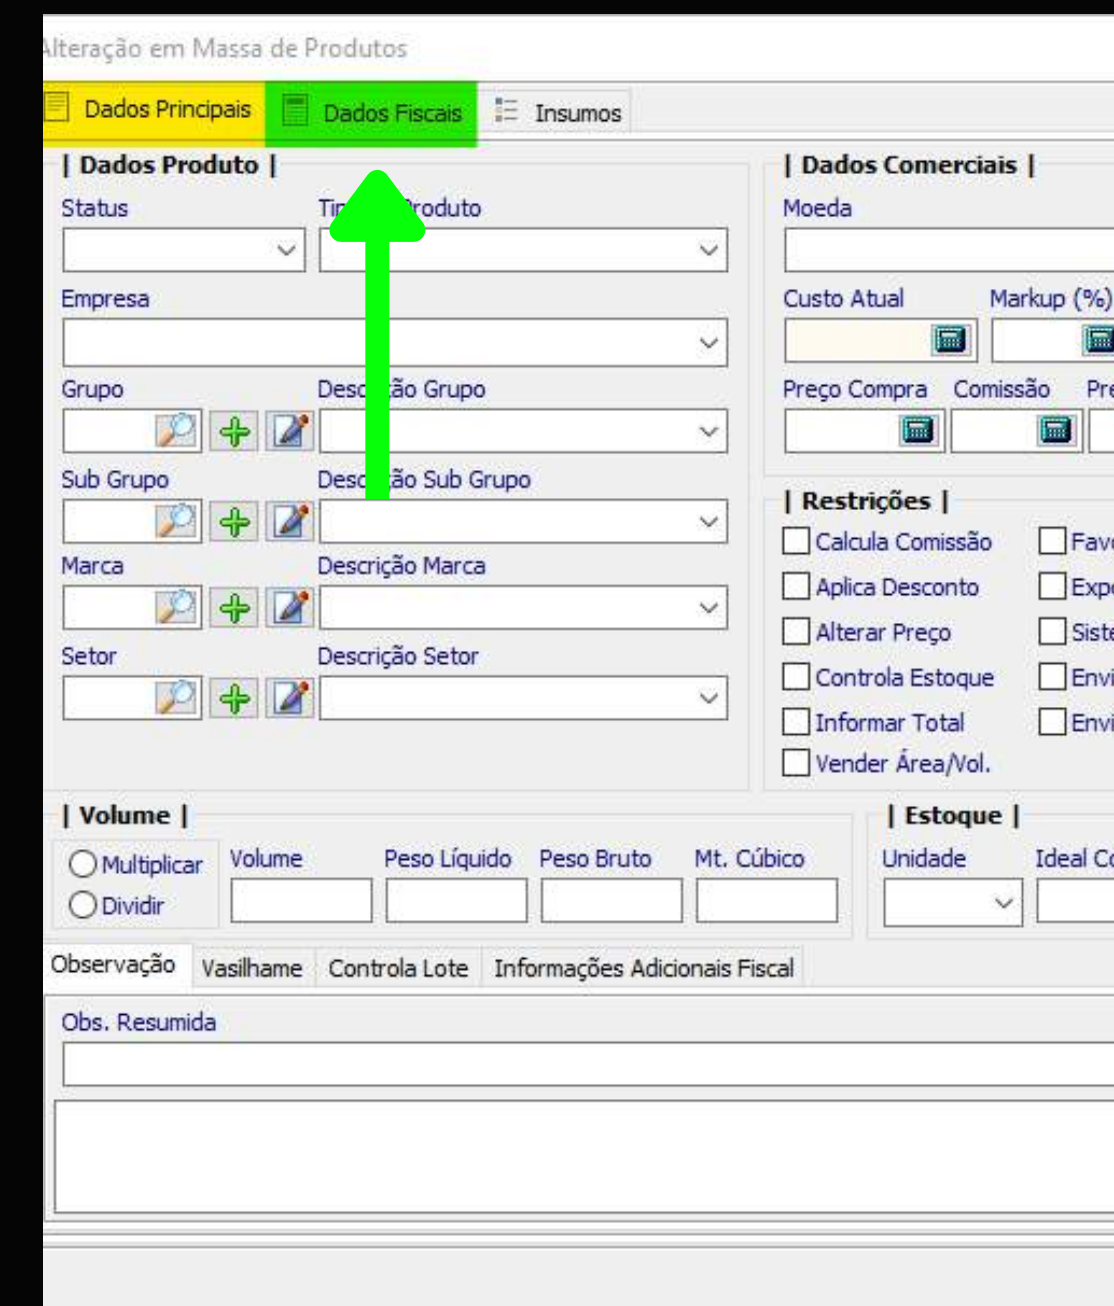 Alteração em Massa de Produtos
Dados Principais Dados Fiscais Insumos
| Dados Produto |
Status
Empresa
Grupo Grupo
Sub Grupo Sub Grupo
Marca Descrição Marca
Setor Descrição Setor
| Dados Comerciais |
Moeda
Custo Atual Markup (%)
Preço Compra Comissão
| Restrições |
Calcula Comissão
Aplica Desconto
Alterar Preço
Controla Estoque
Informar Total
Vender Área/Vol.
| Volume |
Multiplicar
Dividir
Volume Peso Líquido Peso Bruto Mt. Cúbico
| Estoque |
Unidade Ideal
Observação Vasilhame Controla Lote Informações Adicionais Fiscal
Obs. Resumida